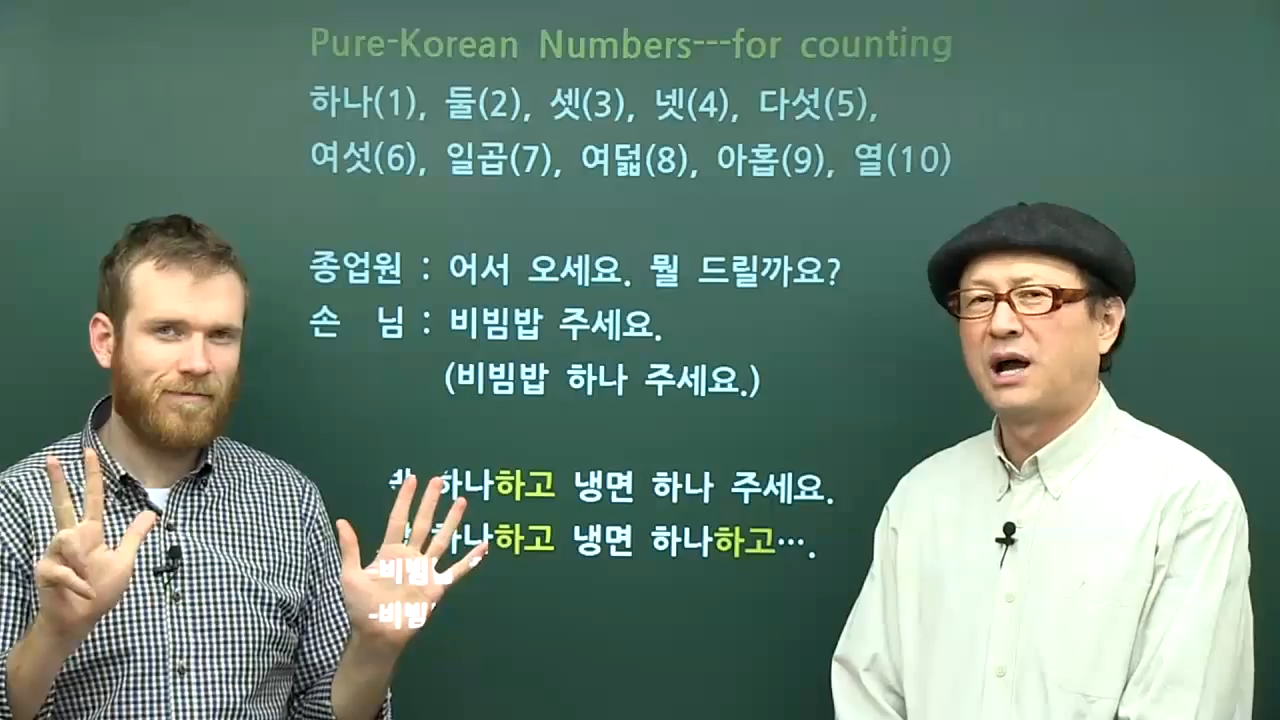 Pure-Korean Numbers---for counting
하나(1), 둘(2), 셋(3), 넷(4), 다섯(5),
여섯(6), 일곱(7), 여덟(8), 아홉(9), 열(10)
종업원 : 어서 오세요. 뭘 드릴까요?
손 님 : 비빔밥 주세요.
(비빔밥 하나 주세요.)
하나하고 냉면 하나 주세요.
하나하고 냉면 하나하고….
-비빔
-비빔